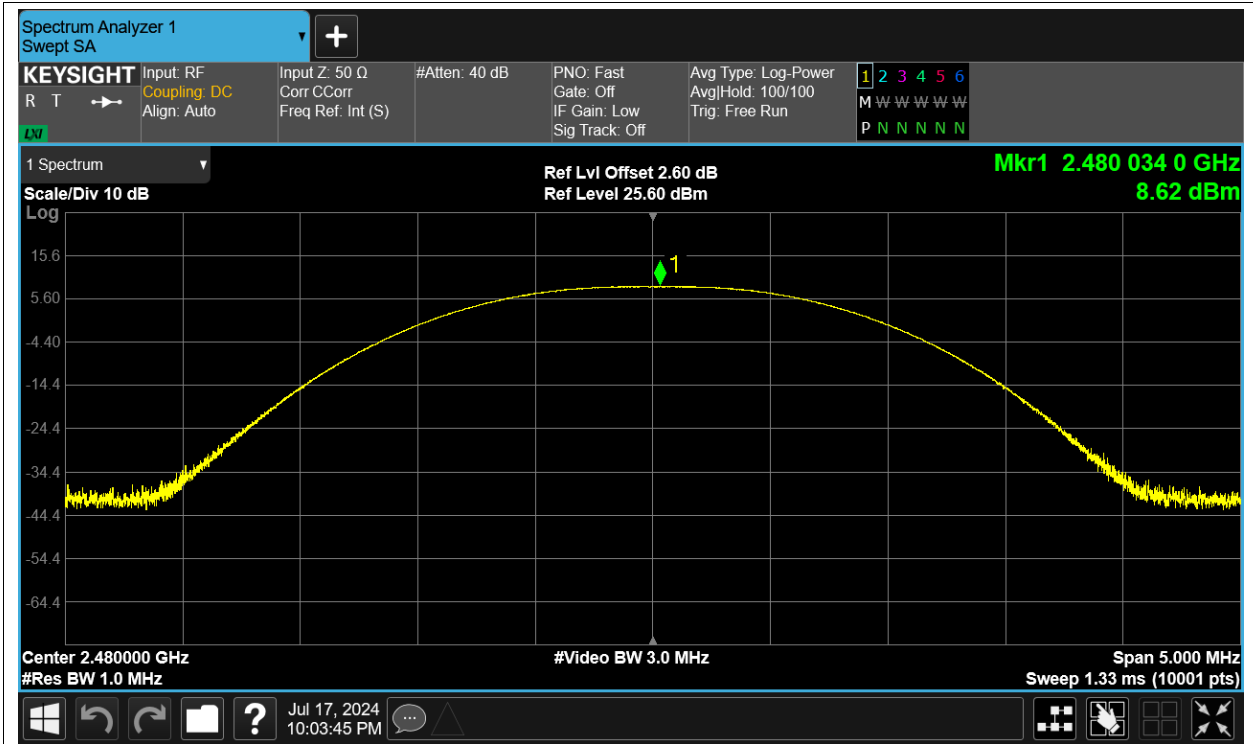 Spectrum Analyzer 1
Swept SA
KEYSIGHT
R T
LXI
Input: RF
Coupling: DC
Align: Auto
Input Z: 50 Ω
Corr CCorr
Freq Ref: Int (S)
#Atten: 40 dB
PNO: Fast
Gate: Off
IF Gain: Low
Sig Track: Off
Avg Type: Log-Power
Avg|Hold: 100/100
Trig: Free Run
1 2 3 4 5 6
M W W W W W
P N N N N N
1 Spectrum
Scale/Div 10 dB
Log
Ref Lvl Offset 2.60 dB
Ref Level 25.60 dBm
Mkr1 2.480 034 0 GHz
8.62 dBm
1
15.6
5.60
-4.40
-14.4
-24.4
-34.4
-44.4
-54.4
-64.4
Center 2.480000 GHz
#Res BW 1.0 MHz
#Video BW 3.0 MHz
Span 5.000 MHz
Sweep 1.33 ms (10001 pts)
?
Jul 17, 2024
10:03:45 PM